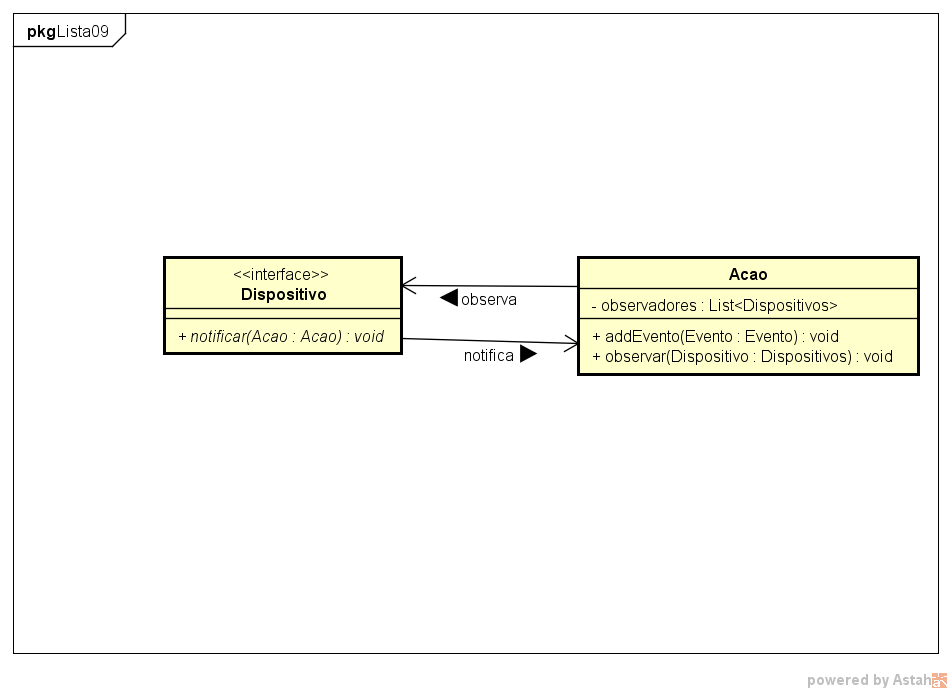 pkgLista09
<<interface>>
Dispositivo
+ notificar(Acao : Acao) : void
observa
notifica
Acao
- observadores : List<Dispositivos>
+ addEvento(Evento : Evento) : void
+ observar(Dispositivo : Dispositivos) : void
powered by Astah